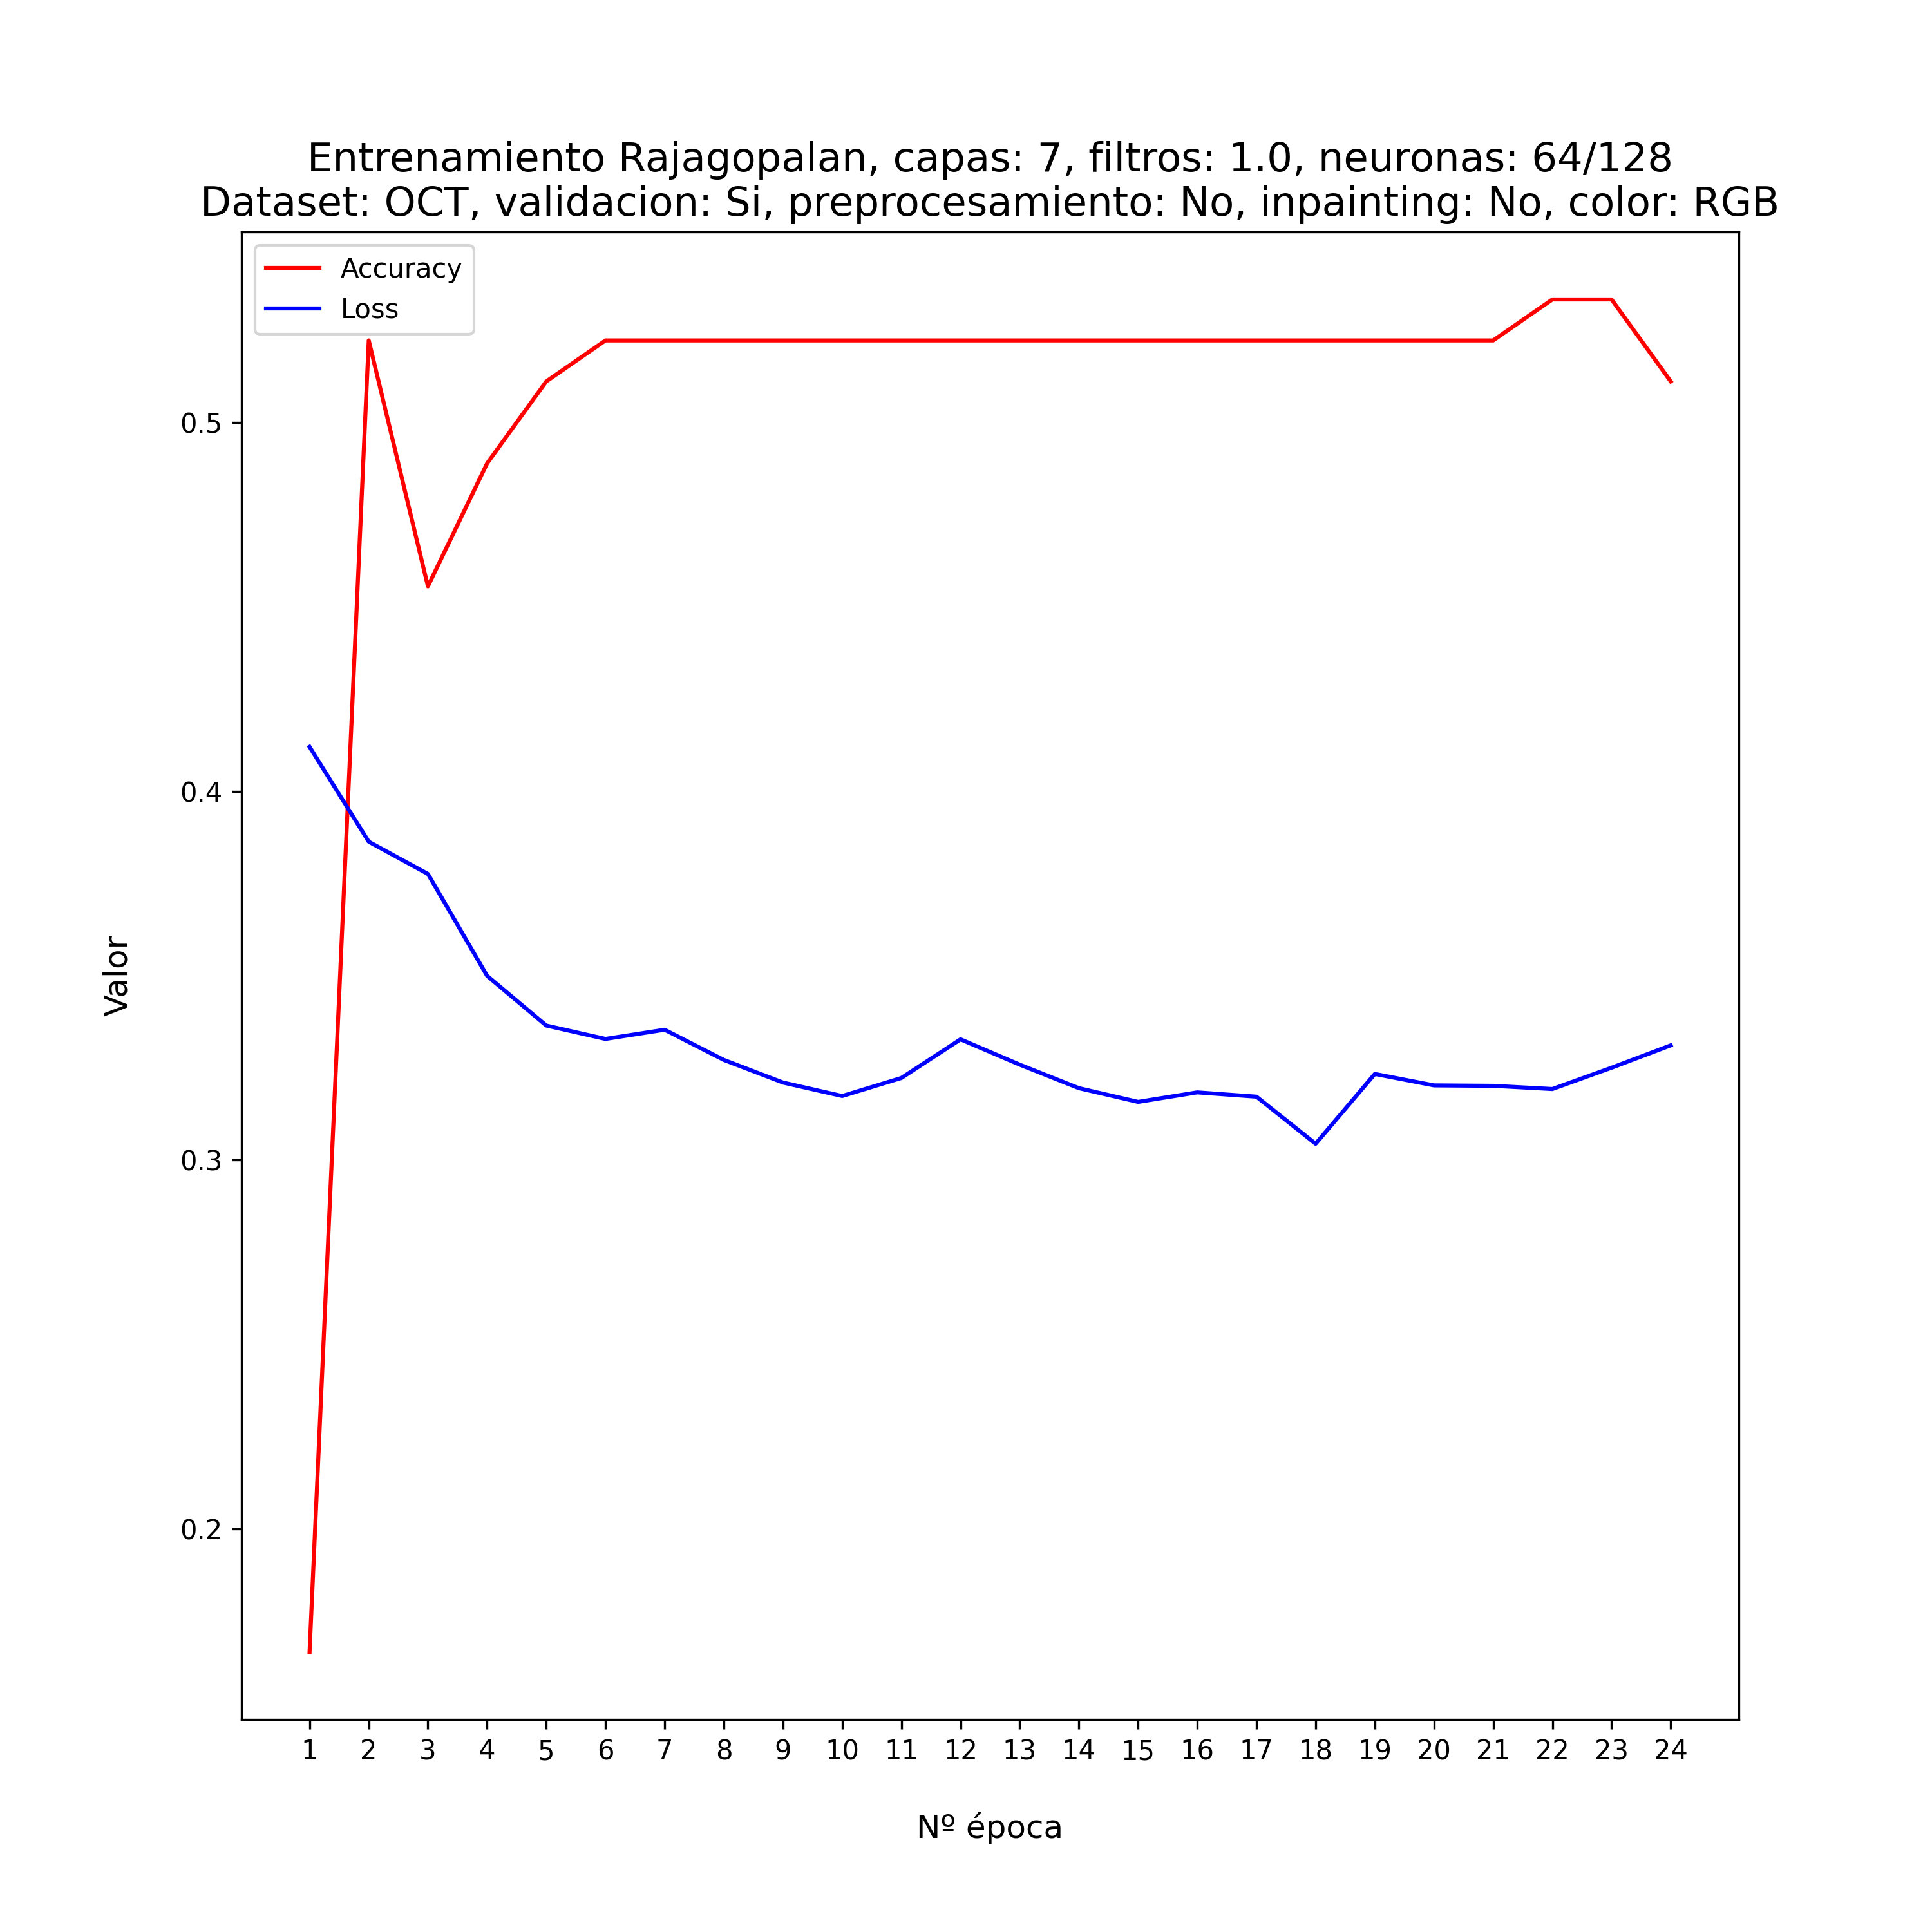 Entrenamiento Rajagopalan, capas: 7, filtros: 1.0, neuronas: 64/128
Dataset: OCT, validacion: Si, preprocesamiento: No, inpainting: No, color: RGB
Accuracy
Loss
0.5
0.4
0.3
0.2
Valor
1 2 3 4 5 6 7 8 9 10 11 12 13 14 15 16 17 18 19 20 21 22 23 24
Nº época